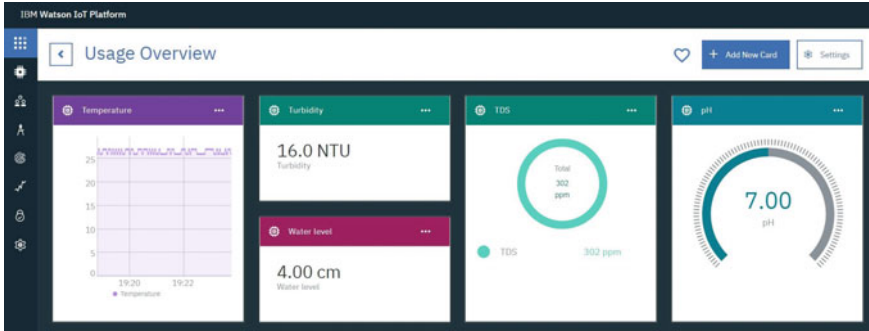 IBM Watson IoT Platform
Usage Overview
+ Add New Card
Settings
Temperature
25
20
15
10
5
0
19:20 19:22
Temperature
Turbidity
16.0 NTU
Turbidity
Water level
4.00 cm
Water level
TDS
Total
302
ppm
TDS 302 ppm
pH
7.00
pH